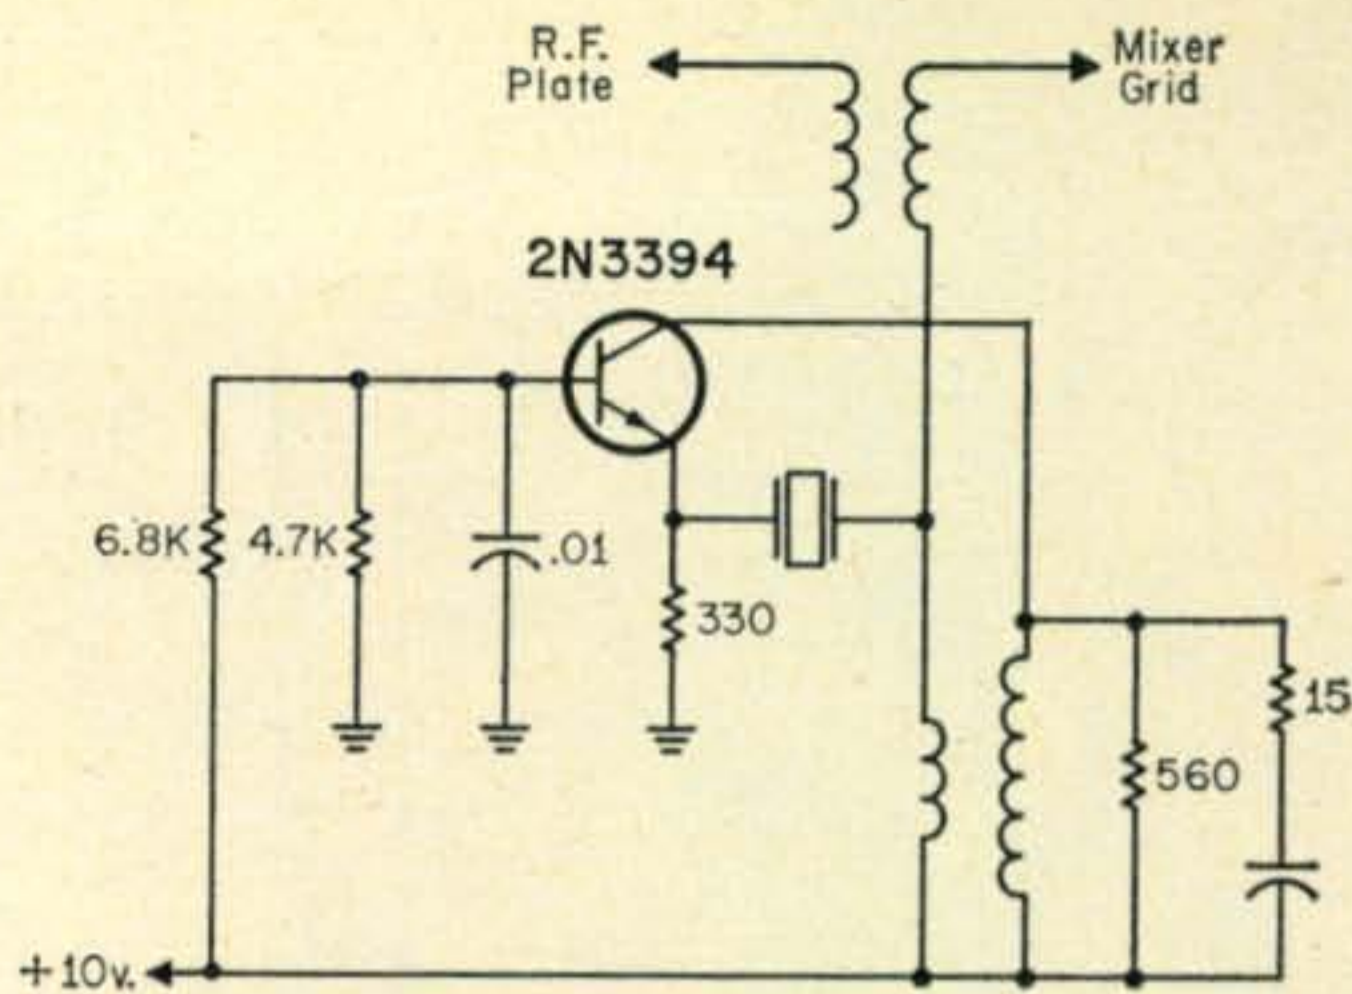 R.F.
Plate
Mixer
Grid
2N3394
6.8K
4.7K
.01
330
15
560
+10v.